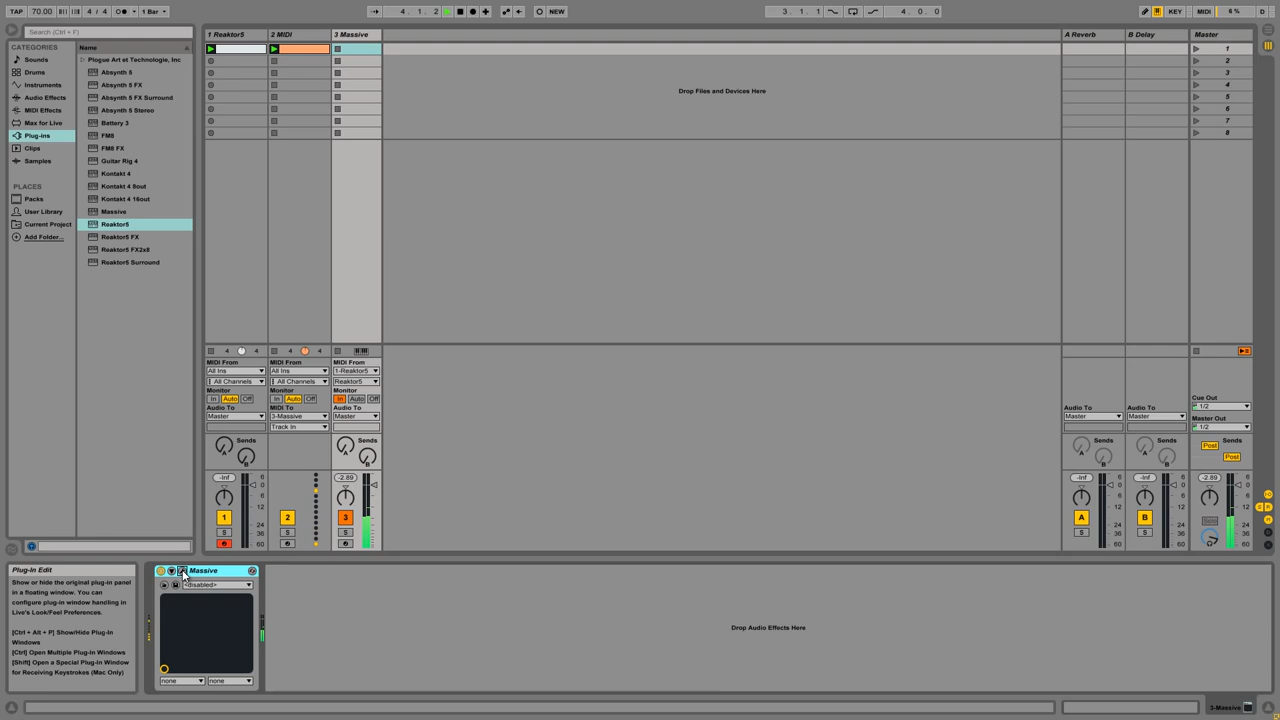 TAP 70.00 4 / 4 1 Bar 4. 1. 2 NEW 3. 1. 1 4. 0. 0 KEY MIDI 6 % D
Search (Ctrl + F)
CATEGORIES
Sounds
Drums
Instruments
Audio Effects
MIDI Effects
Max for Live
Plug-ins
Clips
Samples
PLACES
Packs
User Library
Current Project
Add Folder...
Name
Plogue Art et Technologie, Inc
Absynth 5
Absynth 5 FX
Absynth 5 FX Surround
Absynth 5 Stereo
Battery 3
FM8
FM8 FX
Guitar Rig 4
Kontakt 4
Kontakt 4 8out
Kontakt 4 16out
Massive
Reaktor5
Reaktor5 FX
Reaktor5 FX2x8
Reaktor5 Surround
1 Reaktor5 2 MIDI 3 Massive A Reverb B Delay Master
1
2
3
4
5
6
7
8
Drop Files and Devices Here
4 4 4 4
MIDI From MIDI From MIDI From
All Ins All Ins 1-Reaktor5
All Channels All Channels Reaktor5
Monitor Monitor Monitor
In Auto Off In Auto Off In Auto Off
Audio To MIDI To Audio To Audio To Audio To
Master 3-Massive Master Master Master
Track In
Cue Out
1/2
Master Out
1/2
Sends Sends Sends Sends Sends
A B A B A B A B Post Post
-Inf -2.89 -Inf -Inf -2.89
6 0 6 12 24 36 60
1 2 3 A B Solo
S S S S S
Plug-In Edit
Show or hide the original plug-in panel
in a floating window. You can
configure plug-in window handling in
Live's Look/Feel Preferences.
[Ctrl + Alt + P] Show/Hide Plug-In
Windows
[Ctrl] Open Multiple Plug-In Windows
[Shift] Open a Special Plug-In Window
for Receiving Keystrokes (Mac Only)
Massive
<disabled>
none none
Drop Audio Effects Here
3-Massive